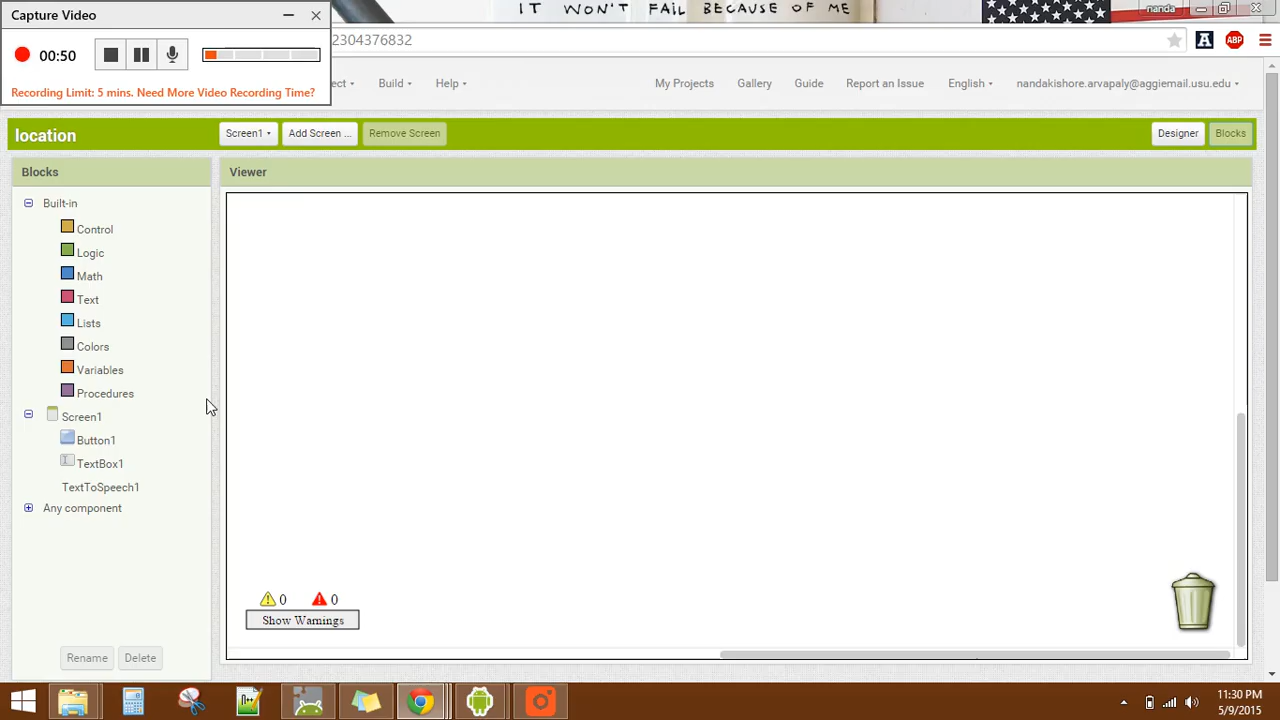 Capture Video
IT WON'T FAIL BECAUSE OF ME
nanda
00:50
2304376832
ABP
Recording Limit: 5 mins. Need More Video Recording Time?
ect
Build
Help
My Projects
Gallery
Guide
Report an Issue
English
nandakishore.arvapaly@aggiemail.usu.edu
location
Screen1
Add Screen ...
Remove Screen
Designer
Blocks
Blocks
Viewer
Built-in
Control
Logic
Math
Text
Lists
Colors
Variables
Procedures
Screen1
Button1
TextBox1
TextToSpeech1
Any component
0
0
Show Warnings
Rename
Delete
11:30 PM
5/9/2015